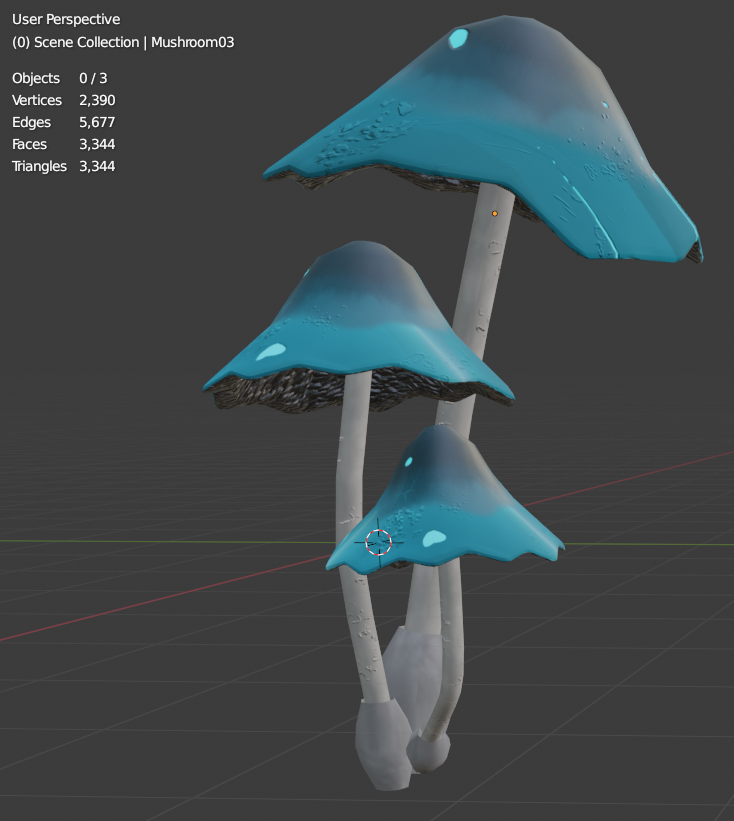 User Perspective
(0) Scene Collection | Mushroom03
Objects 0 / 3
Vertices 2,390
Edges 5,677
Faces 3,344
Triangles 3,344